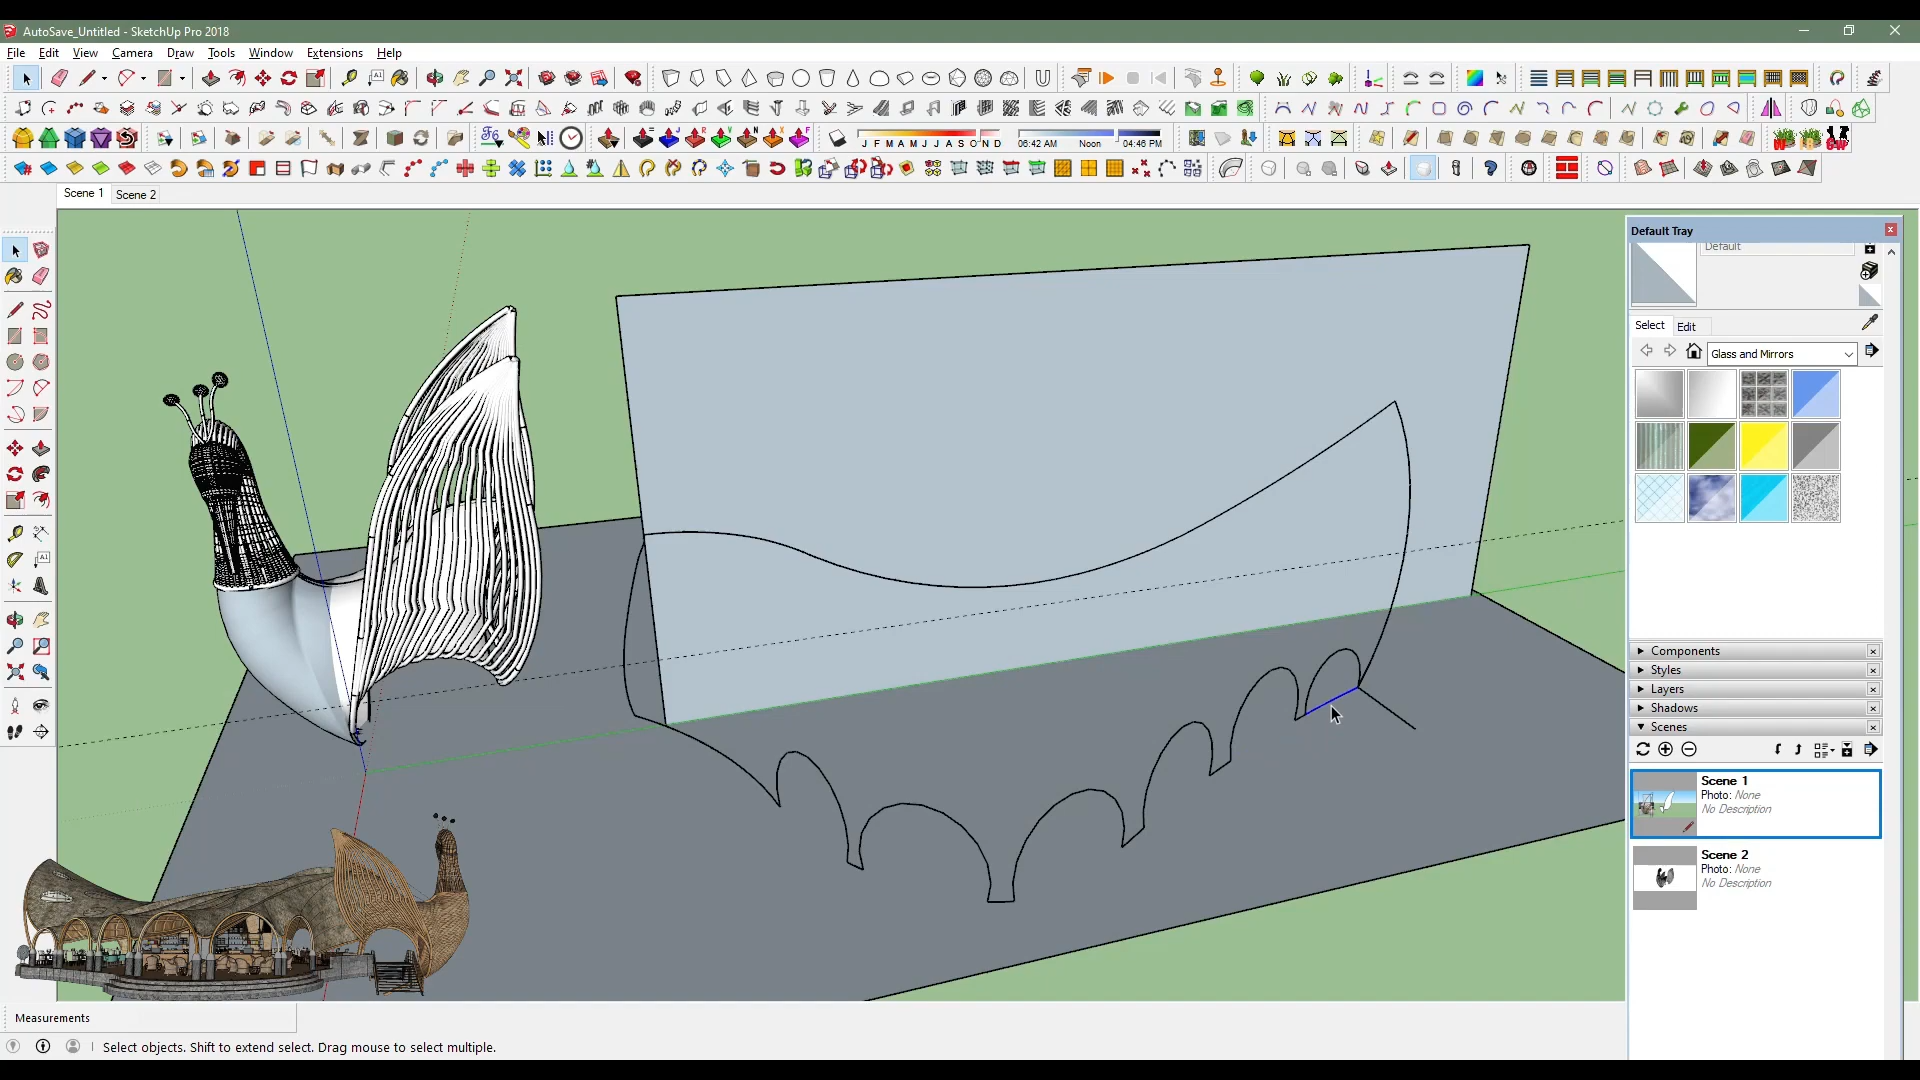 AutoSave_Untitled - SketchUp Pro 2018
File Edit View Camera Draw Tools Window Extensions Help
J F M A M J J A S O N D 06:42 AM Noon 04:46 PM
Scene 1 Scene 2
Default Tray
Default
Select Edit
Glass and Mirrors
Components
Styles
Layers
Shadows
Scenes
Scene 1
Photo: None
No Description
Scene 2
Photo: None
No Description
Measurements
Select objects. Shift to extend select. Drag mouse to select multiple.